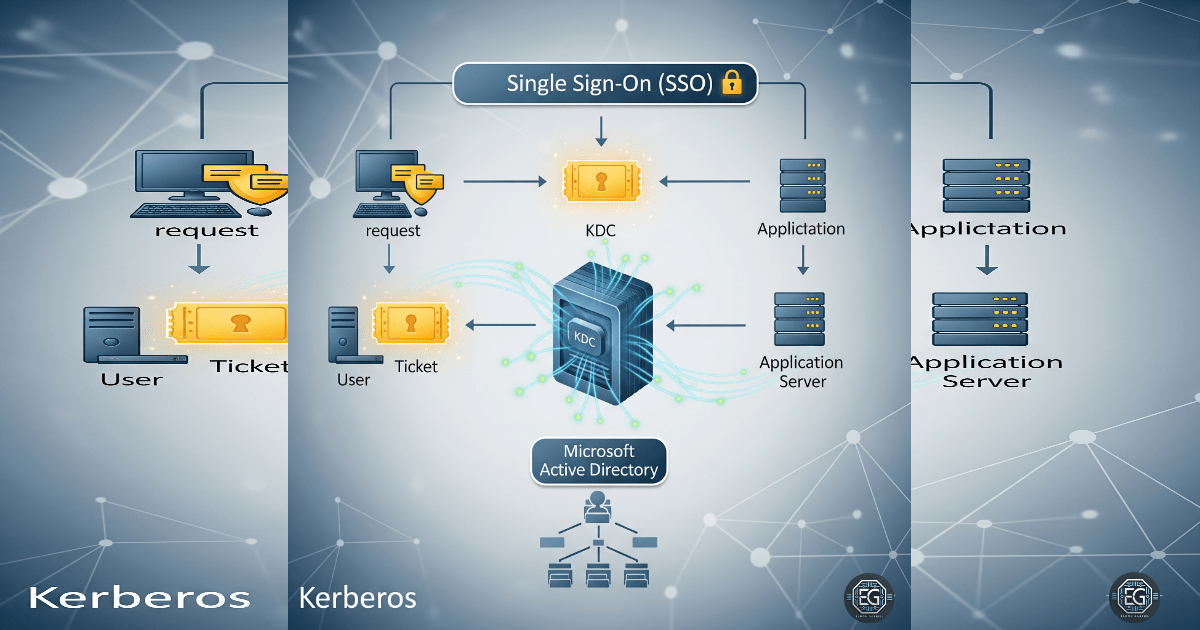 Single Sign-On (SSO)
request
request
KDC
Applictation
Applictation
KDC
User
Ticket
User
Ticket
Application
Server
Application
Server
Microsoft
Active Directory
Kerberos
Kerberos
EG
EG